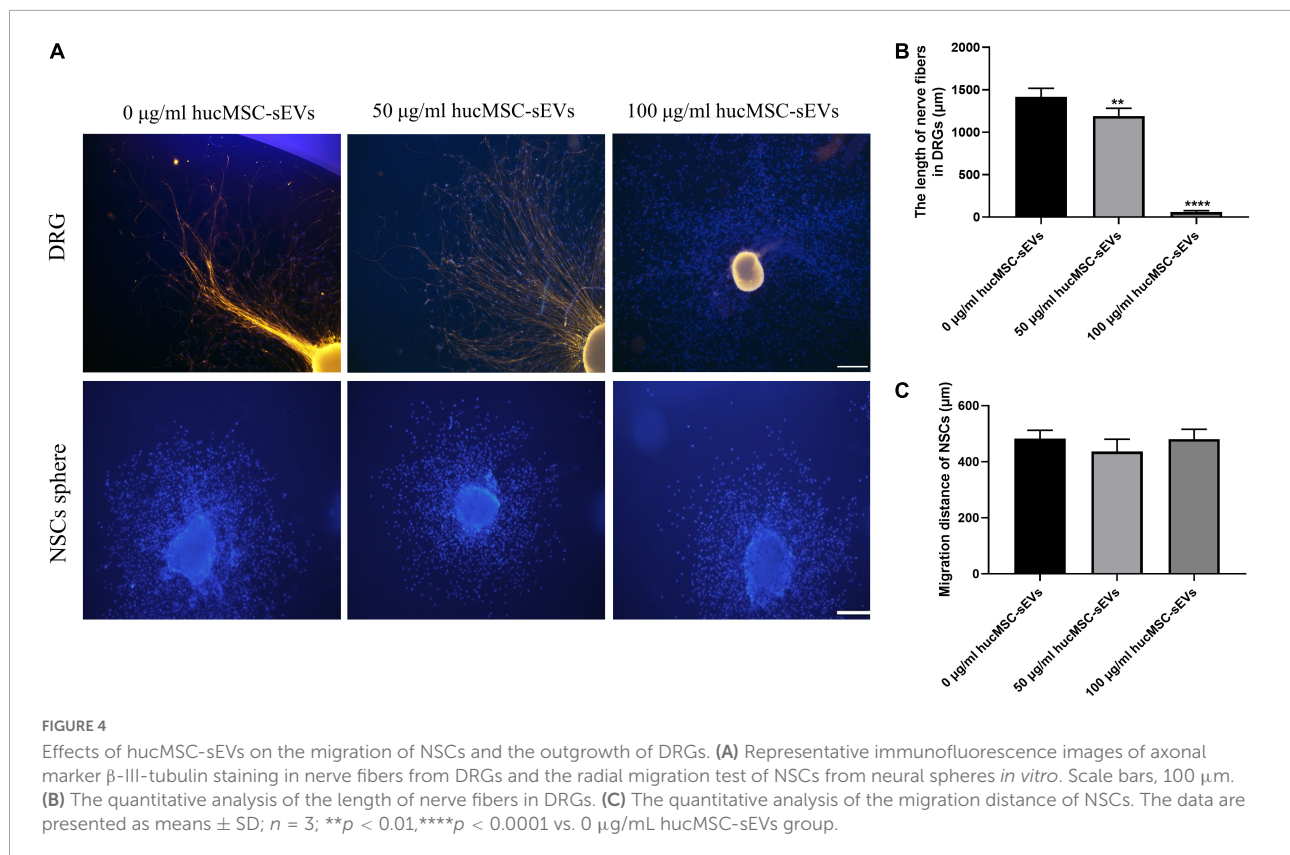 A
0 μg/ml hucMSC-sEVs
50 μg/ml hucMSC-sEVs
100 μg/ml hucMSC-sEVs
DRG
NSCs sphere
B
The length of nerve fibers
in DRGs (μm)
2000
1500
1000
500
0
**
****
0 μg/ml hucMSC-sEVs
50 μg/ml hucMSC-sEVs
100 μg/ml hucMSC-sEVs
C
Migration distance of NSCs (μm)
600
400
200
0
0 μg/ml hucMSC-sEVs
50 μg/ml hucMSC-sEVs
100 μg/ml hucMSC-sEVs
FIGURE 4
Effects of hucMSC-sEVs on the migration of NSCs and the outgrowth of DRGs. (A) Representative immunofluorescence images of axonal
marker β-III-tubulin staining in nerve fibers from DRGs and the radial migration test of NSCs from neural spheres in vitro. Scale bars, 100 μm.
(B) The quantitative analysis of the length of nerve fibers in DRGs. (C) The quantitative analysis of the migration distance of NSCs. The data are
presented as means ± SD; n = 3; **p < 0.01,****p < 0.0001 vs. 0 μg/mL hucMSC-sEVs group.